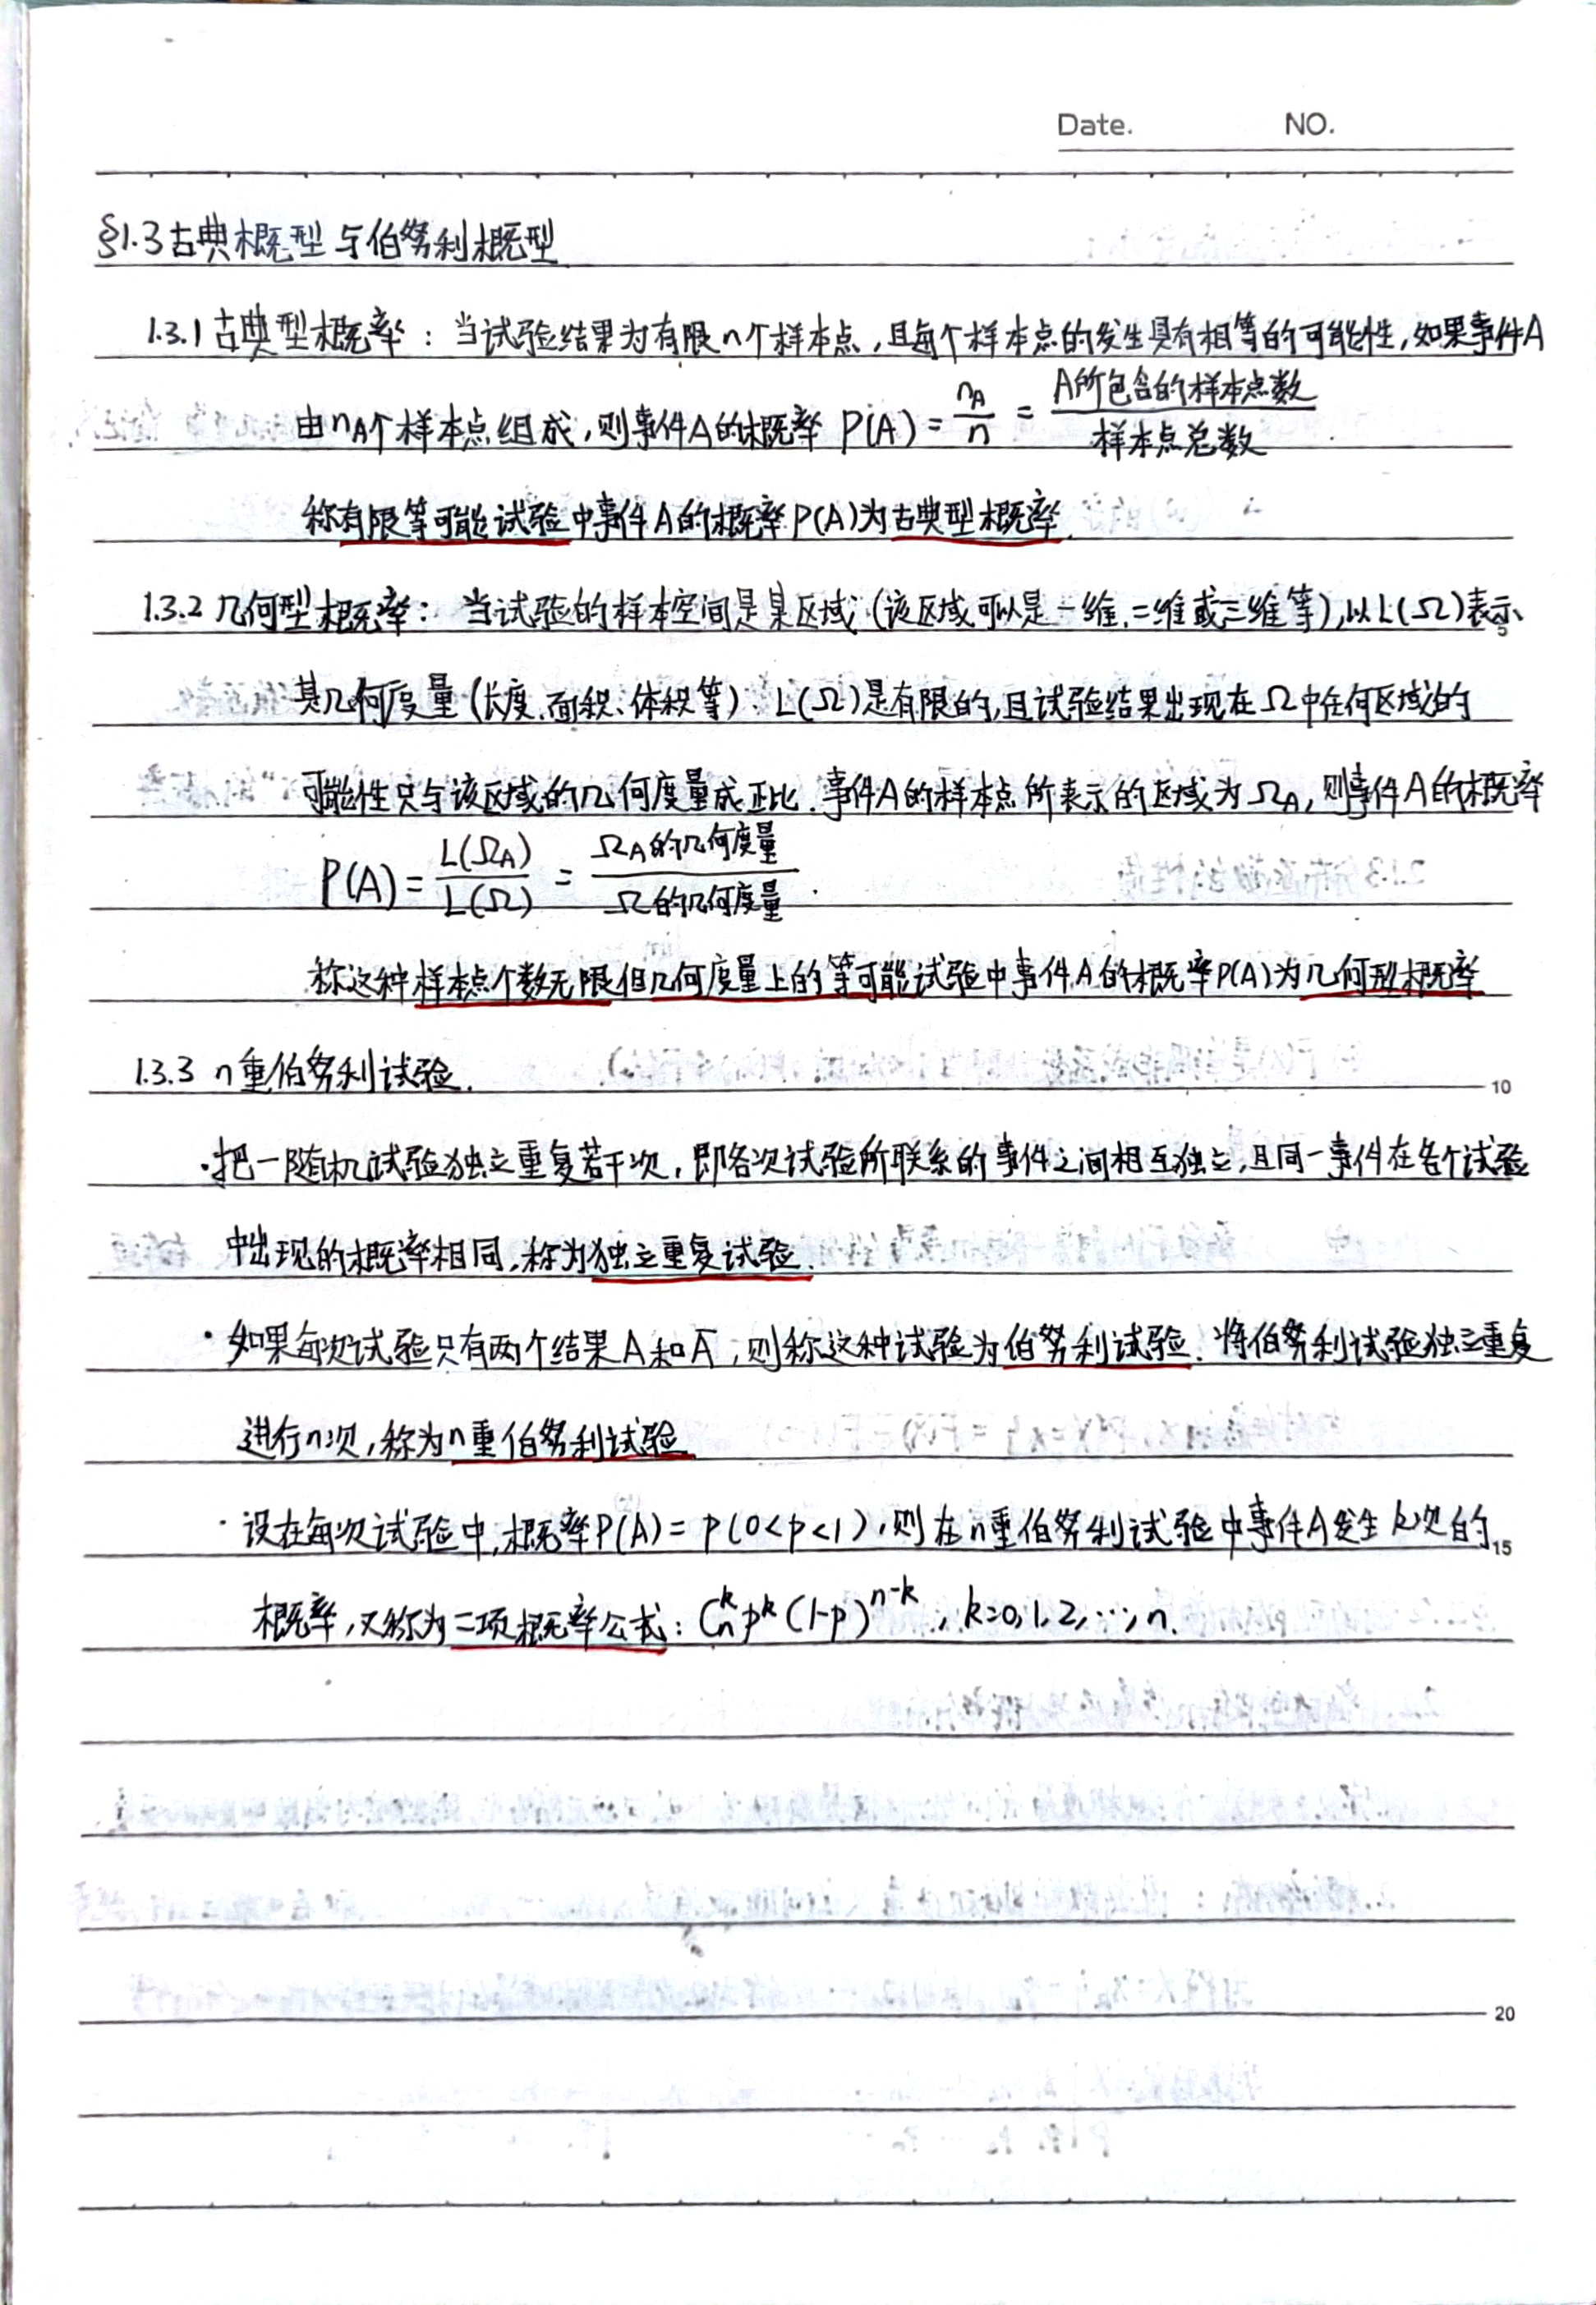 Date. NO.
§1.3古典概型与伯努利概型
1.3.1 古典型概率：当试验结果为有限n个样本点，且每个样本点的发生具有相等的可能性，如果事件A
由n_A个样本点组成，则事件A的概率 P(A) = n_A/n = A所包含的样本点数/样本点总数
称有限等可能试验中事件A的概率P(A)为古典型概率.
1.3.2 几何型概率：当试验的样本空间是某区域(该区域可以是一维、二维或三维等)，以L(Ω)表示
5
其几何度量(长度、面积、体积等). L(Ω)是有限的，且试验结果出现在Ω中任何区域的
可能性只与该区域的几何度量成正比. 事件A的样本点所表示的区域为Ω_A，则事件A的概率
P(A) = L(Ω_A)/L(Ω) = Ω_A的几何度量/Ω的几何度量.
称这种样本点个数无限但几何度量上的等可能试验中事件A的概率P(A)为几何型概率
1.3.3 n重伯努利试验.
10
·把一随机试验独立重复若干次，即各次试验所联系的事件之间相互独立，且同一事件在各个试验
中出现的概率相同，称为独立重复试验.
·如果每次试验只有两个结果A和A̅，则称这种试验为伯努利试验. 将伯努利试验独立重复
进行n次，称为n重伯努利试验
·设在每次试验中，概率P(A) = p(0<p<1)，则在n重伯努利试验中事件A发生k次的
15
概率，又称为二项概率公式：C_n^k p^k (1-p)^{n-k}，k=0,1,2,…,n.
20